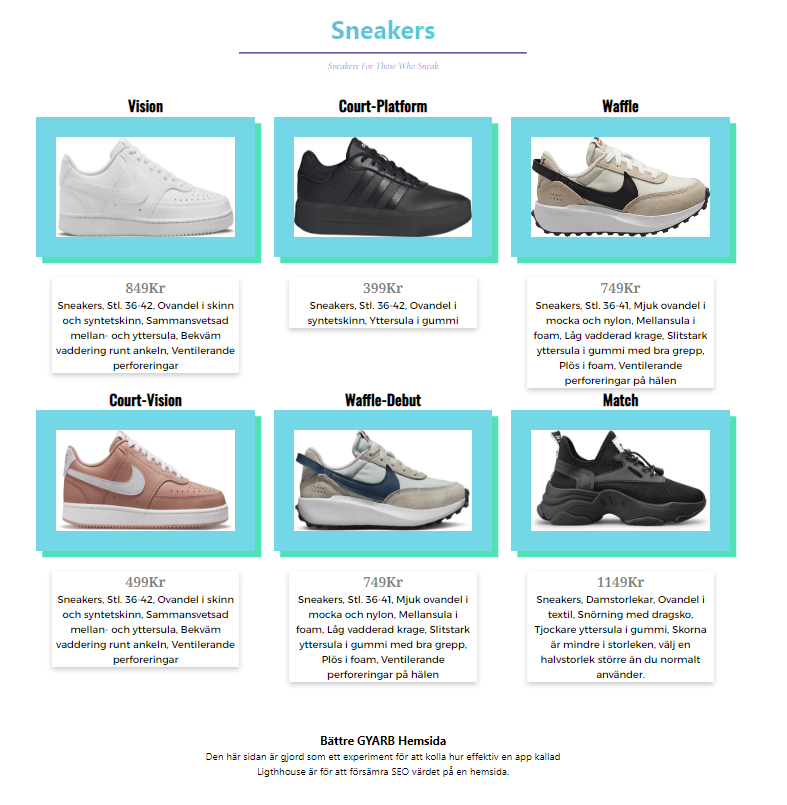 Sneakers
Sneakers For Those Who Sneak
Vision
Court-Platform
Waffle
849Kr
Sneakers, Stl. 36-42, Ovandel i skinn
och syntetskinn, Sammansvetsad
mellan- och yttersula, Bekväm
vaddering runt ankeln, Ventilerande
perforeringar
399Kr
Sneakers, Stl. 36-42, Ovandel i
syntetskinn, Yttersula i gummi
749Kr
Sneakers, Stl. 36-41, Mjuk ovandel i
mocka och nylon, Mellansula i
foam, Låg vadderad krage, Slitstark
yttersula i gummi med bra grepp,
Plös i foam, Ventilerande
perforeringar på hälen
Court-Vision
Waffle-Debut
Match
499Kr
Sneakers, Stl. 36-42, Ovandel i skinn
och syntetskinn, Sammansvetsad
mellan- och yttersula, Bekväm
vaddering runt ankeln, Ventilerande
perforeringar
749Kr
Sneakers, Stl. 36-41, Mjuk ovandel i
mocka och nylon, Mellansula i
foam, Låg vadderad krage, Slitstark
yttersula i gummi med bra grepp,
Plös i foam, Ventilerande
perforeringar på hälen
1149Kr
Sneakers, Damstorlekar, Ovandel i
textil, Snörning med dragsko,
Tjockare yttersula i gummi, Skorna
är mindre i storleken, välj en
halvstorlek större än du normalt
använder.
Bättre GYARB Hemsida
Den här sidan är gjord som ett experiment för att kolla hur effektiv en app kallad
Ligthhouse är för att försämra SEO värdet på en hemsida.